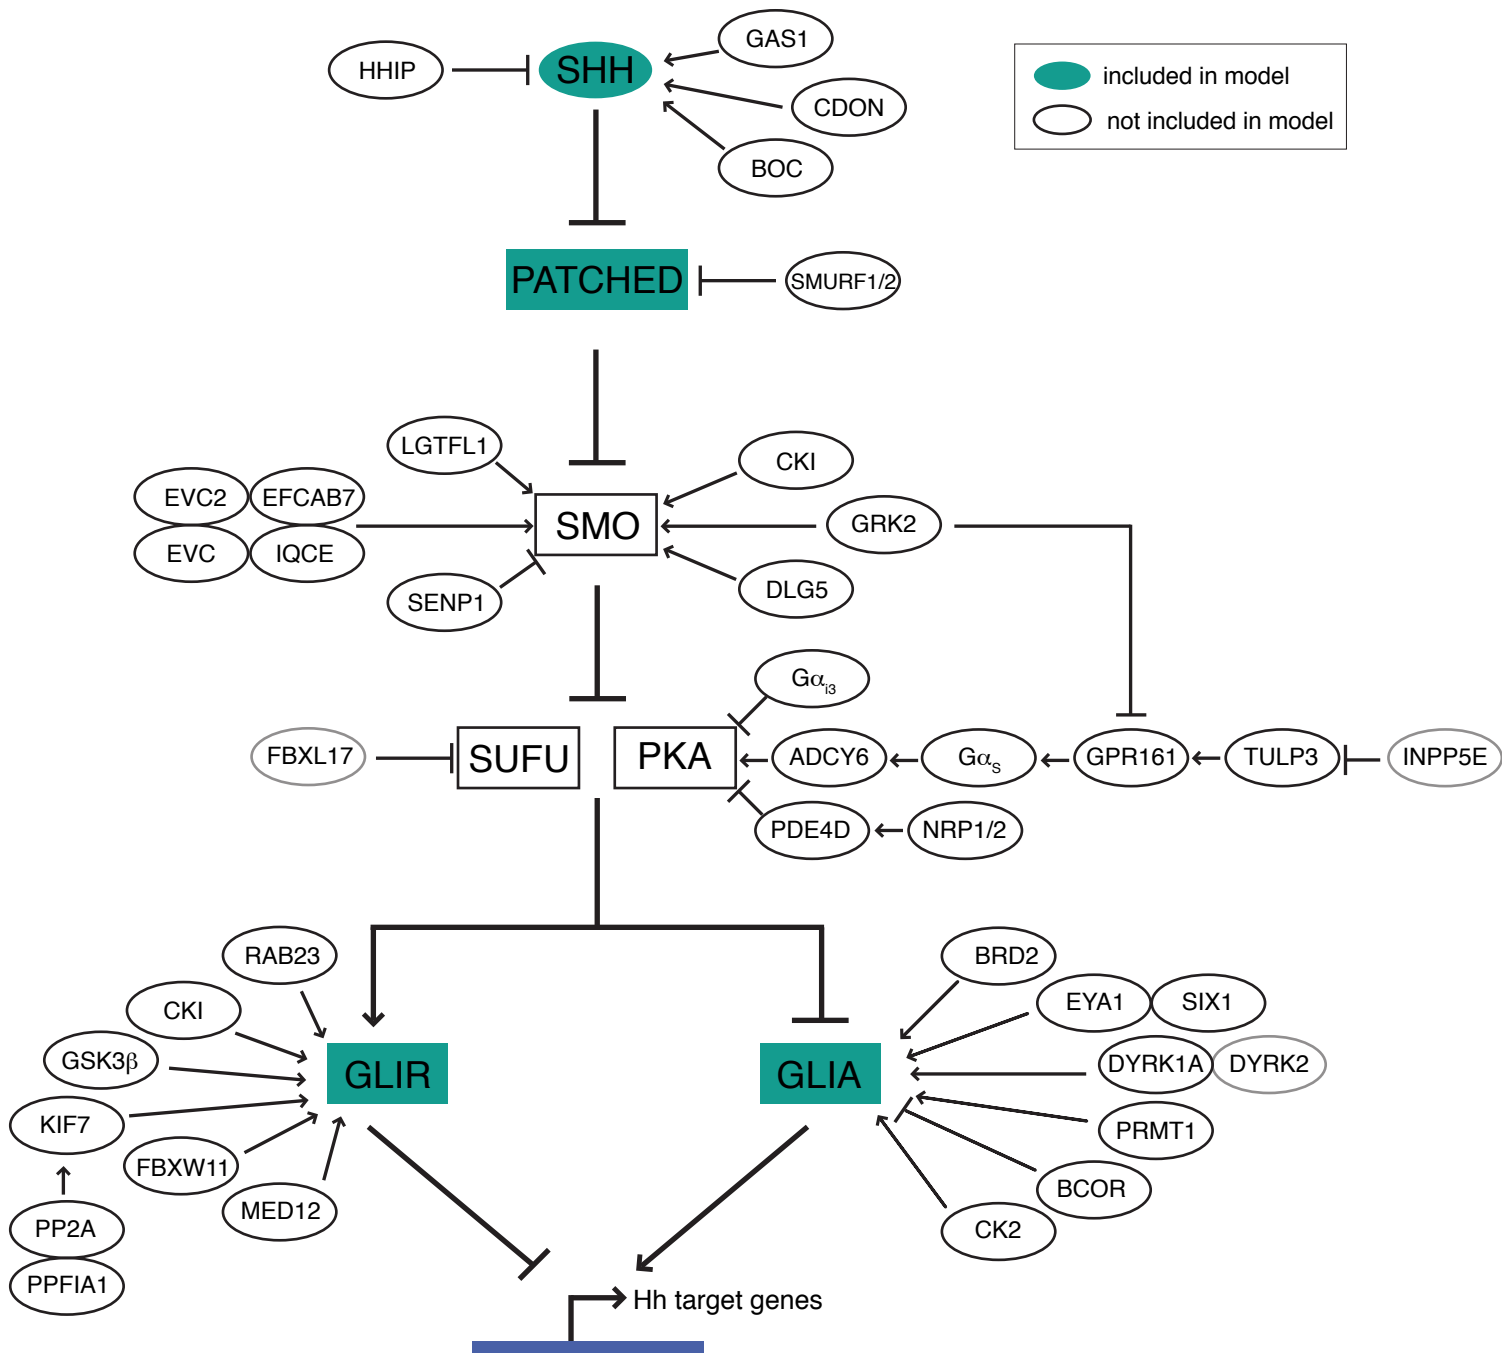 GAS1
HHIP
SHH
included in model
CDON
not included in model
BOC
PATCHED
SMURF1/2
LGTFL1
CKI
EVC2
EFCAB7
SMO
GRK2
EVC
IQCE
SENP1
DLG5
Gαi3
FBXL17
SUFU
PKA
ADCY6
GαS
GPR161
TULP3
INPP5E
PDE4D
NRP1/2
RAB23
BRD2
CKI
EYA1
SIX1
GSK3β
GLIR
GLIA
DYRK1A
DYRK2
KIF7
PRMT1
FBXW11
BCOR
MED12
PP2A
CK2
PPFIA1
Hh target genes